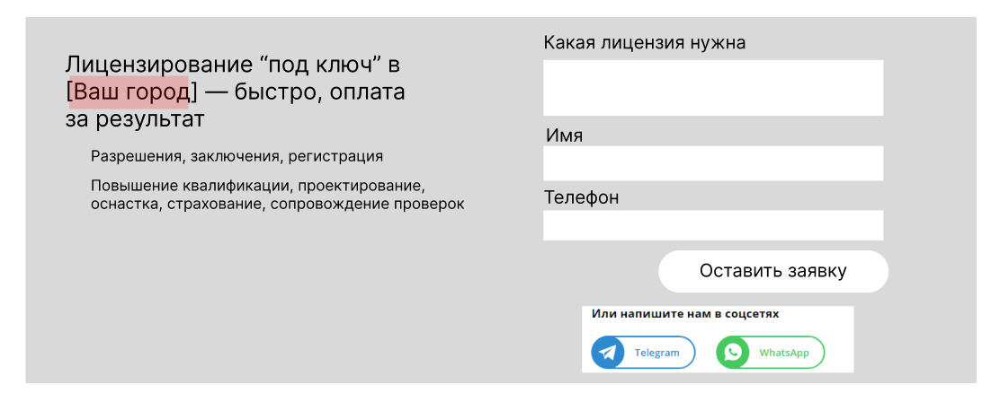 Лицензирование “под ключ” в
[Ваш город] — быстро, оплата
за результат
Разрешения, заключения, регистрация
Повышение квалификации, проектирование,
оснастка, страхование, сопровождение проверок
Какая лицензия нужна
Имя
Телефон
Оставить заявку
Или напишите нам в соцсетях
Telegram
WhatsApp